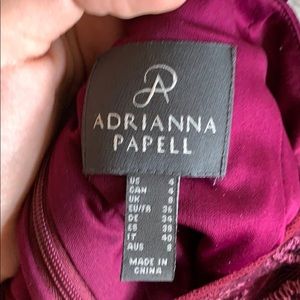 ADRIANNA
PAPELL
US 4
CAN 4
UK 8
EU/FR 36
DE 34
ES 38
IT 40
AUS 8
MADE IN
CHINA